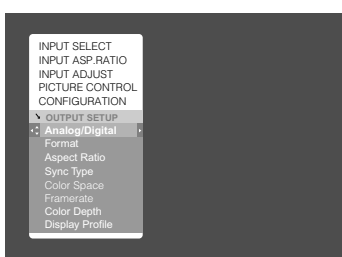 INPUT SELECT
INPUT ASP.RATIO
INPUT ADJUST
PICTURE CONTROL
CONFIGURATION
OUTPUT SETUP
Analog/Digital
Format
Aspect Ratio
Sync Type
Color Space
Framerate
Color Depth
Display Profile